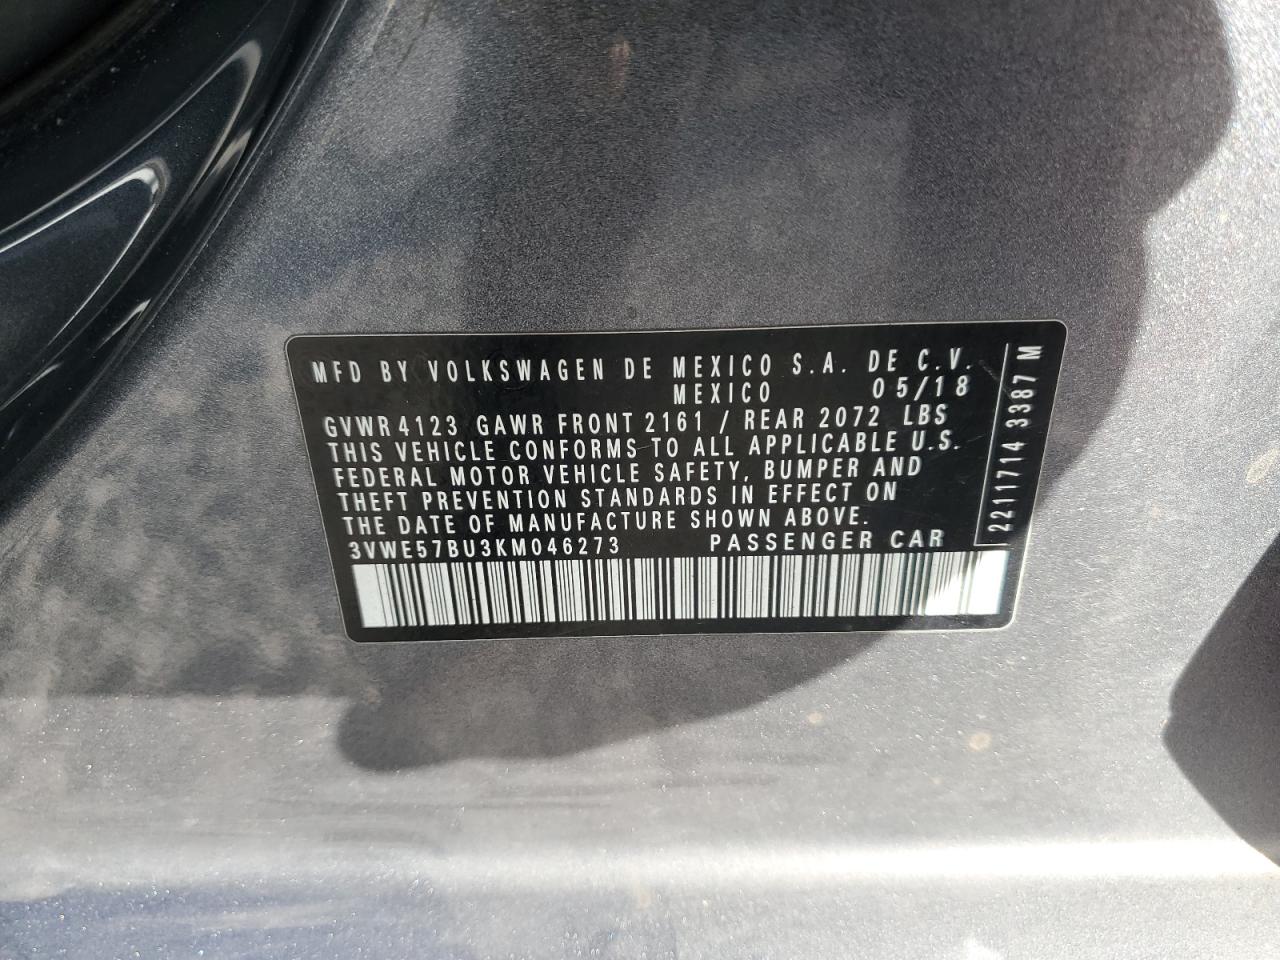 MFD BY VOLKSWAGEN DE MEXICO S.A. DE C.V.
MEXICO 05/18
GVWR 4123 GAWR FRONT 2161 / REAR 2072 LBS
THIS VEHICLE CONFORMS TO ALL APPLICABLE U.S.
FEDERAL MOTOR VEHICLE SAFETY, BUMPER AND
THEFT PREVENTION STANDARDS IN EFFECT ON
THE DATE OF MANUFACTURE SHOWN ABOVE.
3VWE57BU3KM046273 PASSENGER CAR
2211714 3387 M